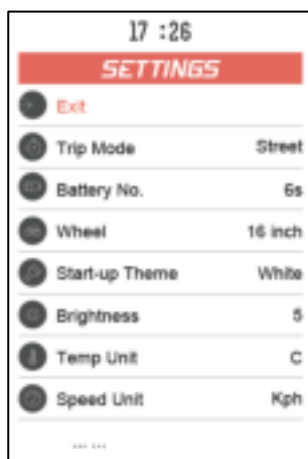 17 :26
SETTINGS
Exit
Trip Mode Street
Battery No. 6s
Wheel 16 inch
Start-up Theme White
Brightness 5
Temp Unit C
Speed Unit Kph
... ...